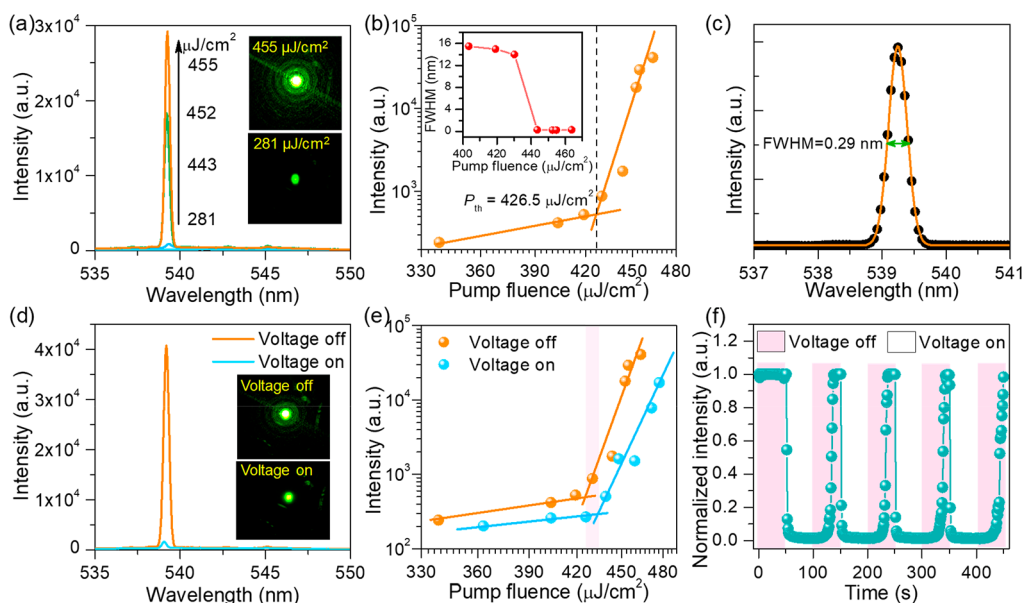 (a)
Intensity (a.u.)
3x10⁴
2x10⁴
1x10⁴
0
μJ/cm²
455
452
443
281
455 μJ/cm²
281 μJ/cm²
535 540 545 550
Wavelength (nm)
(b)
Intensity (a.u.)
10⁵
10⁴
10³
FWHM (nm)
16
12
8
4
0
400 420 440 460
Pump fluence (μJ/cm²)
Pth = 426.5 μJ/cm²
330 360 390 420 450 480
Pump fluence (μJ/cm²)
(c)
Intensity (a.u.)
FWHM=0.29 nm
537 538 539 540 541
Wavelength (nm)
(d)
Intensity (a.u.)
4x10⁴
3x10⁴
2x10⁴
1x10⁴
0
Voltage off
Voltage on
Voltage off
Voltage on
535 540 545 550
Wavelength (nm)
(e)
Intensity (a.u.)
10⁵
10⁴
10³
10²
Voltage off
Voltage on
330 360 390 420 450 480
Pump fluence (μJ/cm²)
(f)
Normalized intensity (a.u.)
1.2
1.0
0.8
0.6
0.4
0.2
0.0
Voltage off Voltage on
0 100 200 300 400
Time (s)